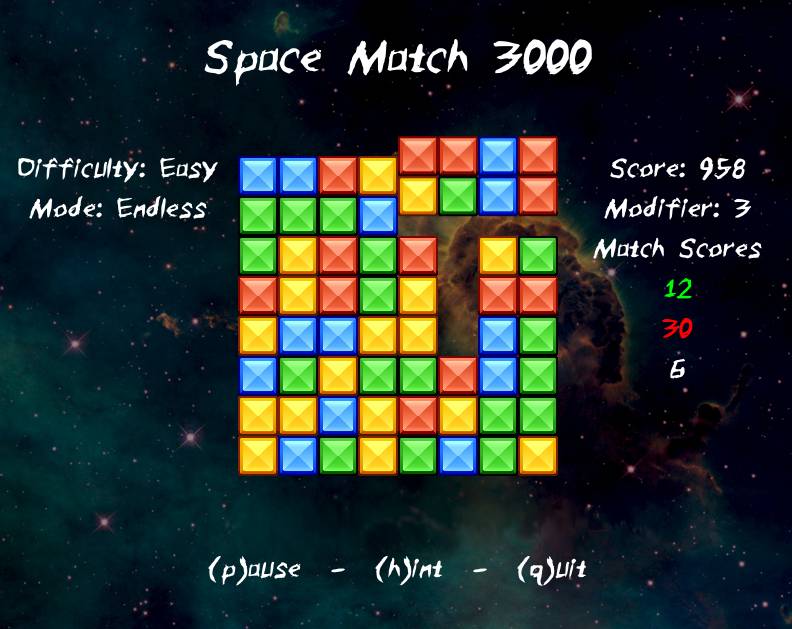 Space Match 3000
Difficulty: Easy
Mode: Endless
Score: 958
Modifier: 3
Match Scores
12
30
6
(p)ause - (h)int - (q)uit